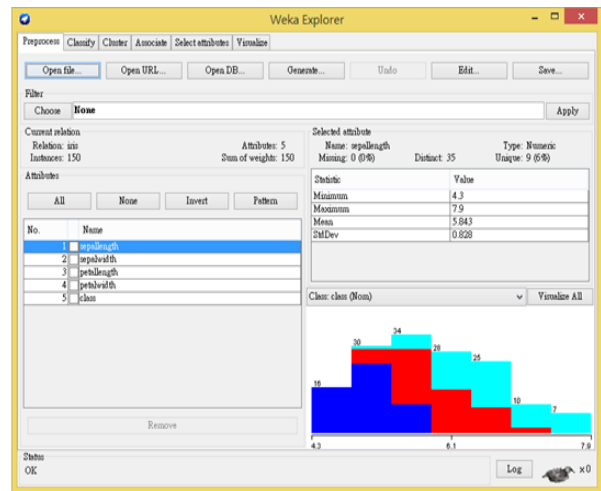 Weka Explorer
Preprocess Classify Cluster Associate Select attributes Visualize
Open file... Open URL... Open DB... Generate... Undo Edit... Save...
Filter
Choose None Apply
Current relation
Relation: iris Attributes: 5
Instances: 150 Sum of weights: 150
Attributes
All None Invert Pattern
No. Name
1 sepallength
2 sepalwidth
3 petallength
4 petalwidth
5 class
Remove
Selected attribute
Name: sepallength Type: Numeric
Missing: 0 (0%) Distinct: 35 Unique: 9 (6%)
Statistic Value
Minimum 4.3
Maximum 7.9
Mean 5.843
StdDev 0.828
Class: class (Nom) Visualize All
16 30 34 28 25 10 7
4.3 6.1 7.9
Status
OK Log x0